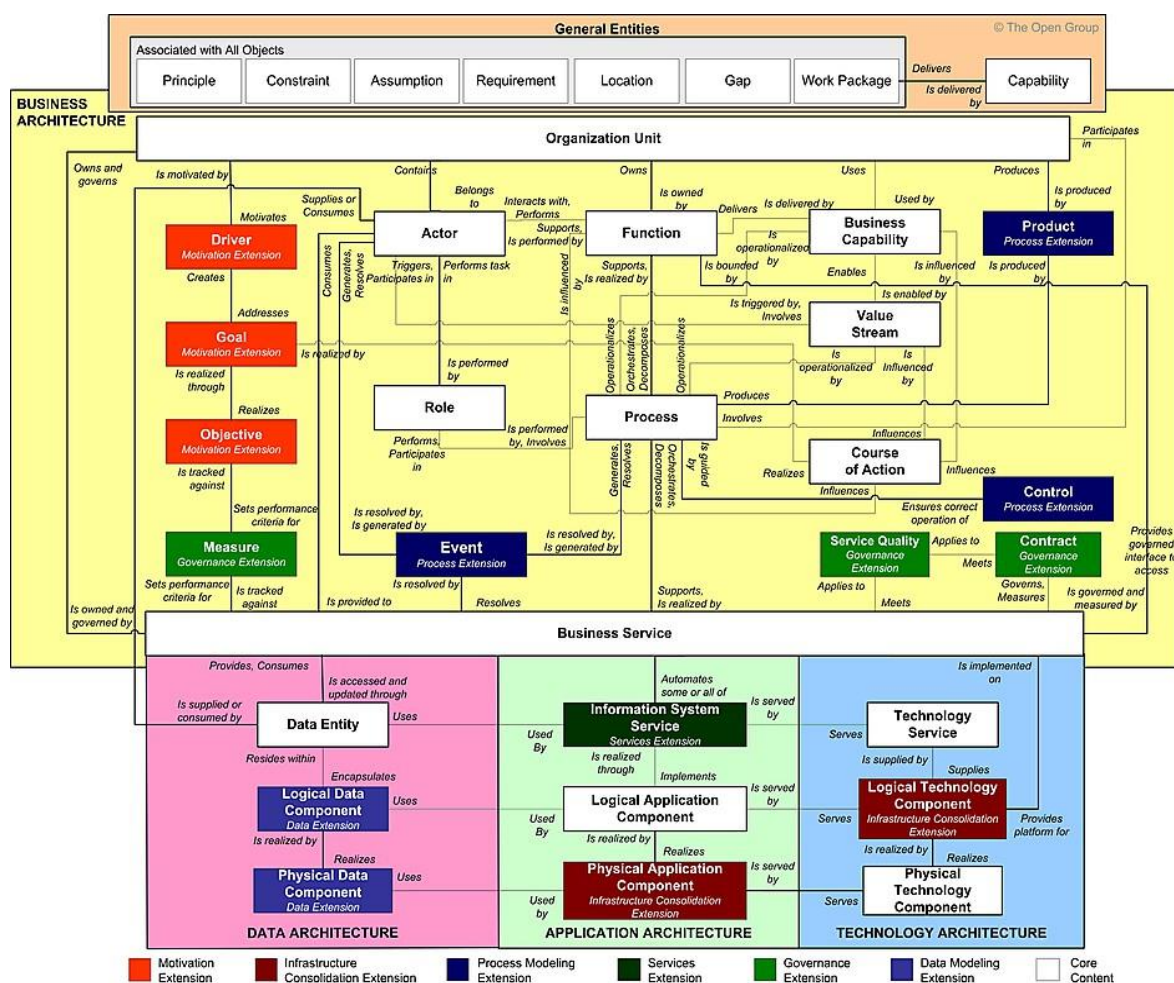 General Entities
© The Open Group
Associated with All Objects
Principle
Constraint
Assumption
Requirement
Location
Gap
Work Package
Delivers
Is delivered
by
Capability
BUSINESS
ARCHITECTURE
Organization Unit
Participates
in
Owns and
governs
Is motivated by
Contains
Owns
Uses
Produces
Supplies or
Consumes
Belongs
to
Interacts with,
Performs
Is owned
by
Delivers
Is delivered by
Used by
Is produced
by
Motivates
Driver
Motivation Extension
Creates
Actor
Supports,
Is performed by
Function
Is
operationalized
by
Business
Capability
Product
Process Extension
Consumes
Generates,
Resolves
Triggers,
Participates in
Performs task
in
Is influenced
by
Supports,
Is realized by
Is bounded by
Enables
Is influenced
by
Is produced
by
Addresses
Goal
Motivation Extension
Is realized by
Is realized
through
Is triggered by,
Involves
Is enabled by
Value
Stream
Operationalizes
Orchestrates,
Decomposes
Operationalizes
Is
operationalized
by
Is
Influenced
by
Is performed
by
Realizes
Role
Process
Produces
Involves
Objective
Motivation Extension
Is tracked
against
Performs,
Participates
in
Is performed
by, Involves
Generates,
Resolves
Decomposes
Orchestrates,
Is guided
by
Influences
Realizes
Course
of Action
Influences
Influences
Control
Process Extension
Ensures correct
operation of
Sets performance
criteria for
Is resolved by,
Is generated by
Measure
Governance Extension
Event
Process Extension
Is resolved by,
Is generated by
Service Quality
Governance
Extension
Applies to
Meets
Contract
Governance
Extension
Provides
governed
interface to
access
Sets performance
criteria for
Is tracked
against
Is resolved by
Resolves
Is provided to
Supports,
Is realized by
Applies to
Meets
Governs,
Measures
Is governed and
measured by
Is owned and
governed by
Business Service
Provides, Consumes
Is accessed and
updated through
Is supplied or
consumed by
Data Entity
Uses
Automates
some or all of
Used
By
Information System
Service
Services Extension
Is served
by
Is implemented
on
Serves
Technology
Service
Resides within
Encapsulates
Is realized
through
Implements
Is supplied by
Supplies
Logical Data
Component
Data Extension
Uses
Used
By
Logical Application
Component
Is served
by
Serves
Logical Technology
Component
Infrastructure Consolidation
Extension
Provides
platform for
Is realized by
Realizes
Is realized by
Realizes
Is realized by
Realizes
Physical Data
Component
Data Extension
Uses
Used
by
Physical Application
Component
Infrastructure Consolidation
Extension
Is served
by
Serves
Physical
Technology
Component
DATA ARCHITECTURE
APPLICATION ARCHITECTURE
TECHNOLOGY ARCHITECTURE
Motivation
Extension
Infrastructure
Consolidation Extension
Process Modeling
Extension
Services
Extension
Governance
Extension
Data Modeling
Extension
Core
Content